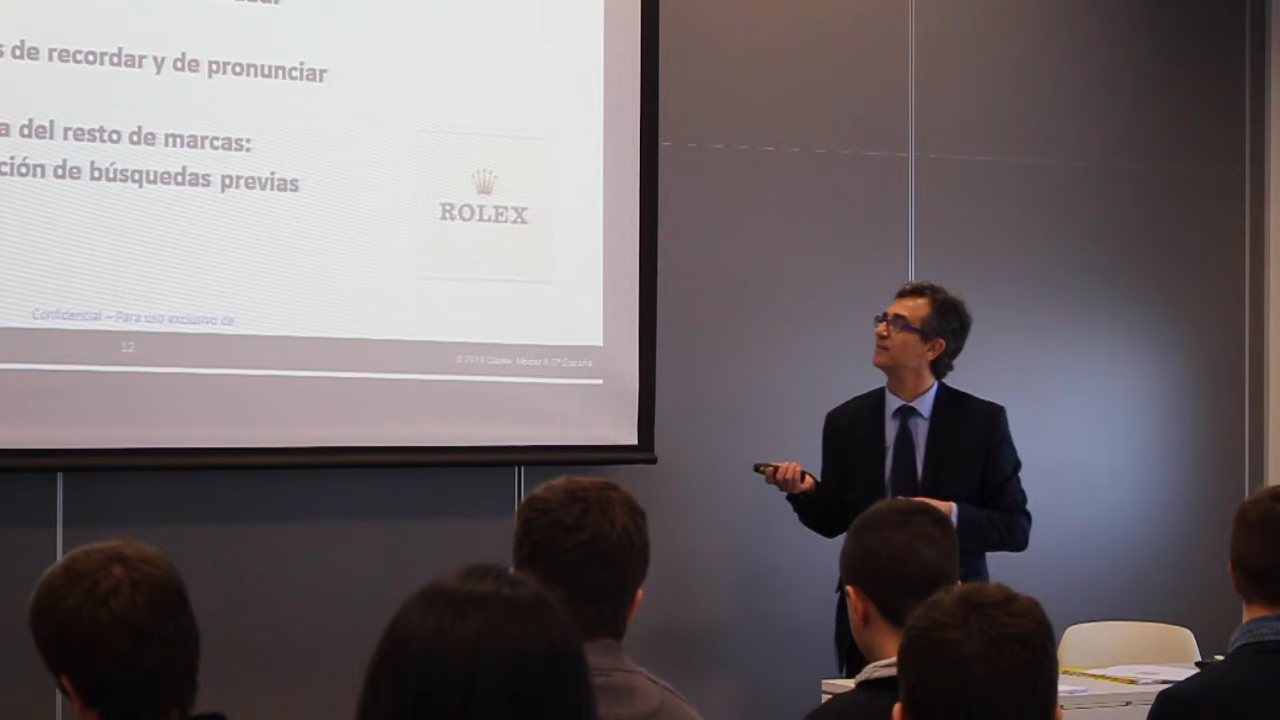 s de recordar y de pronunciar
a del resto de marcas:
ción de búsquedas previas
ROLEX
Confidencial – Para uso exclusivo de
12
España